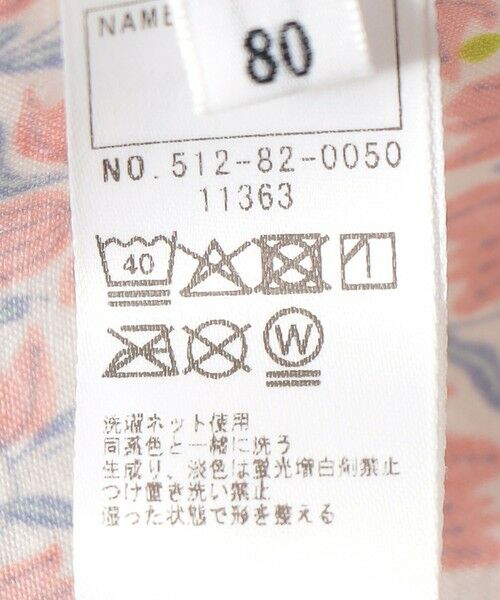 NAME
80
NO. 512-82-0050
11363
40
W
洗濯ネット使用
同系色と一緒に洗う
生成り、淡色は蛍光増白剤禁止
つけ置き洗い禁止
湿った状態で形を整える